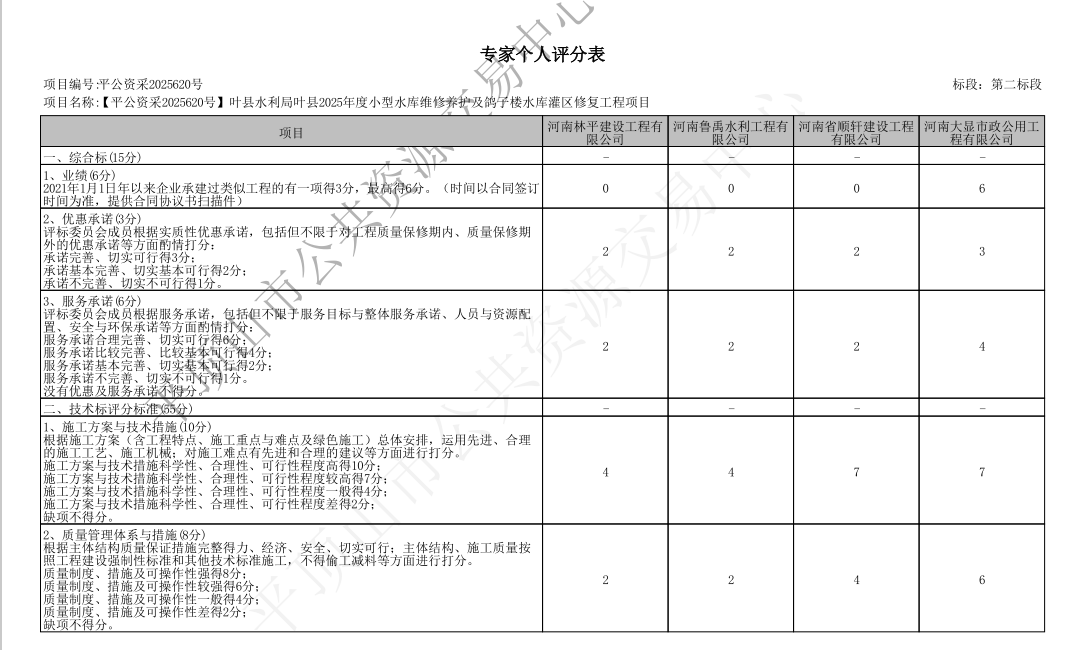 专家个人评分表
项目编号:平公资采2025620号
标段: 第二标段
项目名称:【平公资采2025620号】叶县水利局叶县2025年度小型水库维修养护及鸽子楼水库灌区修复工程项目
项目
河南林平建设工程有
限公司
河南鲁禹水利工程有
限公司
河南省顺轩建设工程
有限公司
河南大显市政公用工
程有限公司
一、综合标(15分)
-
-
-
-
1、业绩(6分)
2021年1月1日年以来企业承建过类似工程的有一项得3分，最高得6分。（时间以合同签订
时间为准，提供合同协议书扫描件）
0
0
0
6
2、优惠承诺(3分)
评标委员会成员根据实质性优惠承诺，包括但不限于对工程质量保修期内、质量保修期
外的优惠承诺等方面酌情打分：
承诺完善、切实可行得3分；
承诺基本完善、切实基本可行得2分；
承诺不完善、切实不可行得1分。
2
2
2
3
3、服务承诺(6分)
评标委员会成员根据服务承诺，包括但不限于服务目标与整体服务承诺、人员与资源配
置、安全与环保承诺等方面酌情打分：
服务承诺合理完善、切实可行得6分；
服务承诺比较完善、比较基本可行得4分；
服务承诺基本完善、切实基本可行得2分；
服务承诺不完善、切实不可行得1分。
没有优惠及服务承诺不得分。
2
2
2
4
二、技术标评分标准(55分)
-
-
-
-
1、施工方案与技术措施(10分)
根据施工方案（含工程特点、施工重点与难点及绿色施工）总体安排，运用先进、合理
的施工工艺、施工机械；对施工难点有先进和合理的建议等方面进行打分。
施工方案与技术措施科学性、合理性、可行性程度高得10分；
施工方案与技术措施科学性、合理性、可行性程度较高得7分；
施工方案与技术措施科学性、合理性、可行性程度一般得4分；
施工方案与技术措施科学性、合理性、可行性程度差得2分；
缺项不得分。
4
4
7
7
2、质量管理体系与措施(8分)
根据主体结构质量保证措施完整得力、经济、安全、切实可行；主体结构、施工质量按
照工程建设强制性标准和其他技术标准施工，不得偷工减料等方面进行打分。
质量制度、措施及可操作性强得8分；
质量制度、措施及可操作性较强得6分；
质量制度、措施及可操作性一般得4分；
质量制度、措施及可操作性差得2分；
缺项不得分。
2
2
4
6
平顶山市公共资源交易中心
平顶山市公共资源交易中心